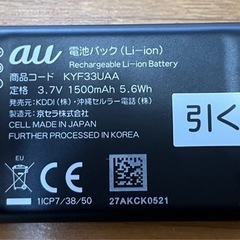 au
電池パック(Li-ion)
Rechargeable Li-ion Battery
商品コード KYF33UAA
定格 3.7V 1500mAh 5.6Wh
販売元：KDDI(株)・沖縄セルラー電話(株)
製造元：京セラ株式会社
CELL MADE IN JAPAN
FURTHER PROCESSED IN KOREA
引く
CE
1ICP7/38/50
27AKCK0521